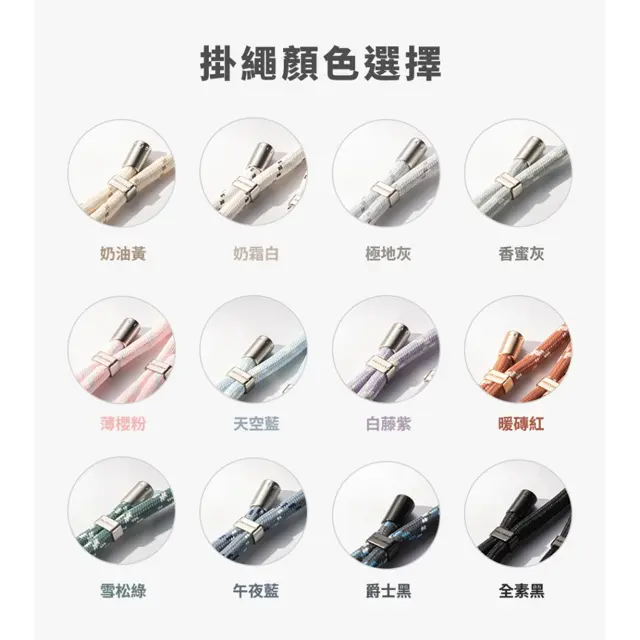 掛繩顏色選擇
奶油黃
奶霜白
極地灰
香蜜灰
薄櫻粉
天空藍
白藤紫
暖磚紅
雪松綠
午夜藍
爵士黑
全素黑